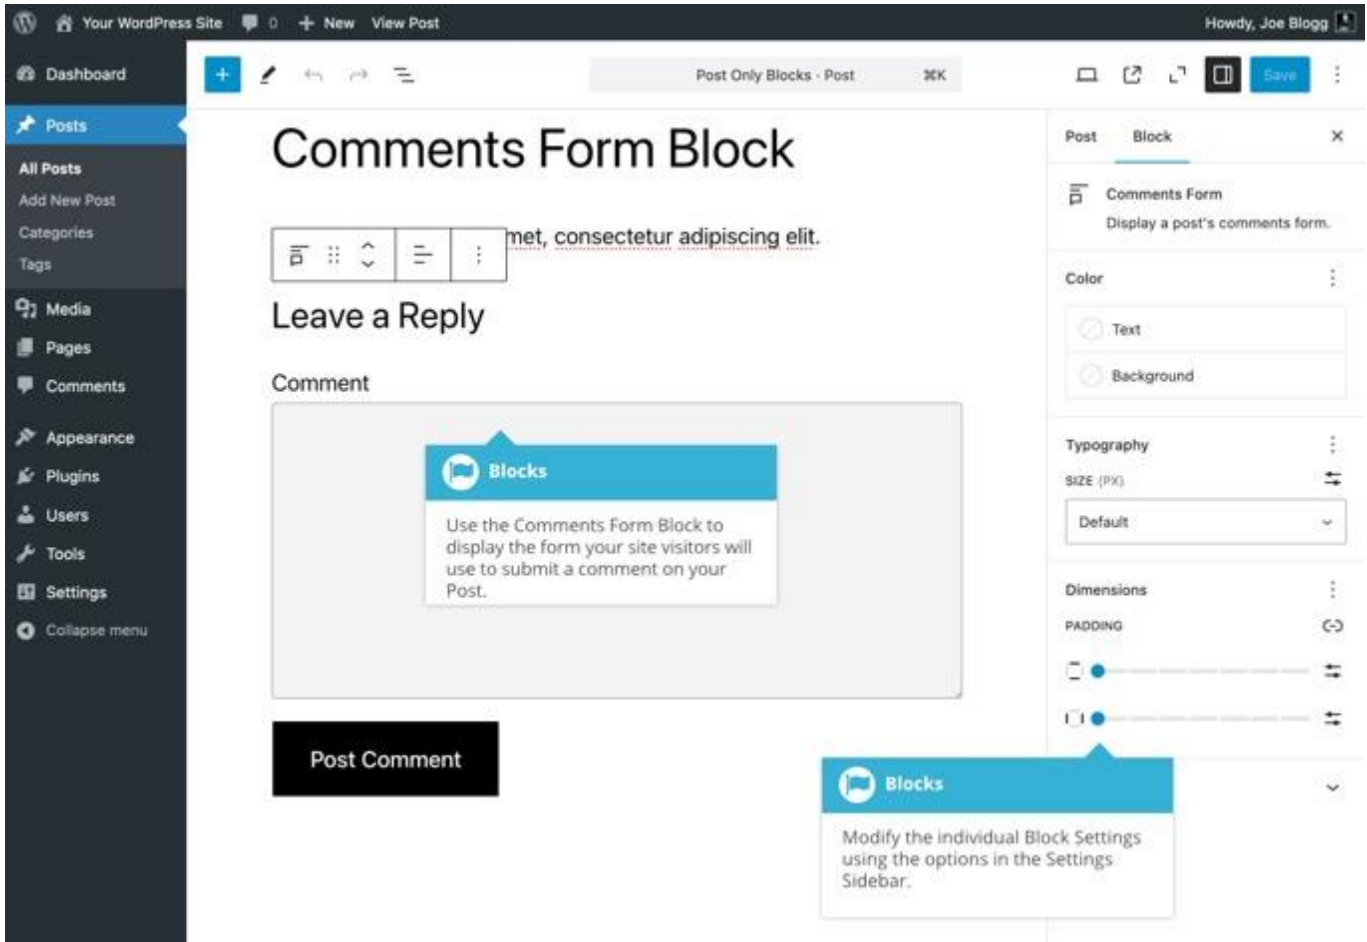 Your WordPress Site 0 New View Post Howdy, Joe Blogg
Dashboard
Posts
All Posts
Add New Post
Categories
Tags
Media
Pages
Comments
Appearance
Plugins
Users
Tools
Settings
Collapse menu
Post Only Blocks · Post ⌘K
Save
Comments Form Block
met, consectetur adipiscing elit.
Leave a Reply
Comment
Blocks
Use the Comments Form Block to
display the form your site visitors will
use to submit a comment on your
Post.
Post Comment
Post Block
Comments Form
Display a post's comments form.
Color
Text
Background
Typography
SIZE (PX)
Default
Dimensions
PADDING
Blocks
Modify the individual Block Settings
using the options in the Settings
Sidebar.